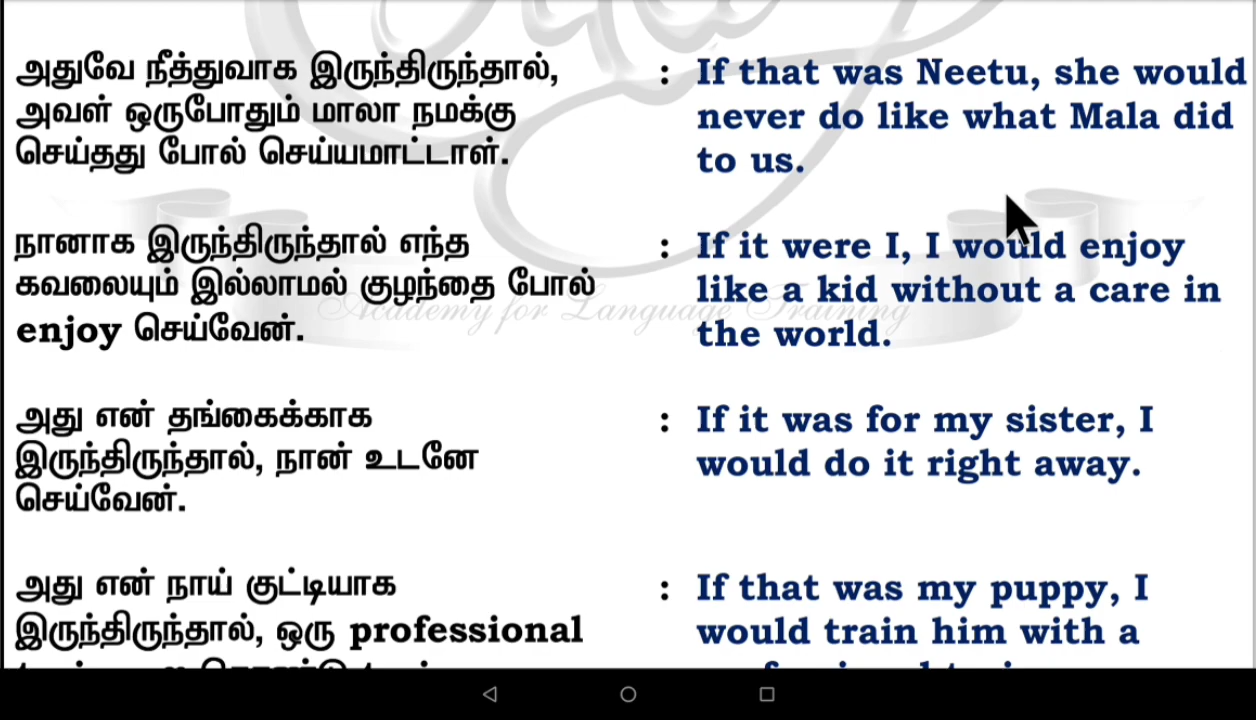 அதுவே நீத்துவாக இருந்திருந்தால், : If that was Neetu, she would
அவள் ஒருபோதும் மாலா நமக்கு never do like what Mala did
செய்தது போல் செய்யமாட்டாள். to us.
நானாக இருந்திருந்தால் எந்த : If it were I, I would enjoy
கவலையும் இல்லாமல் குழந்தை போல் like a kid without a care in
enjoy செய்வேன். the world.
Academy for Language Training
அது என் தங்கைக்காக : If it was for my sister, I
இருந்திருந்தால், நான் உடனே would do it right away.
செய்வேன்.
அது என் நாய் குட்டியாக : If that was my puppy, I
இருந்திருந்தால், ஒரு professional would train him with a